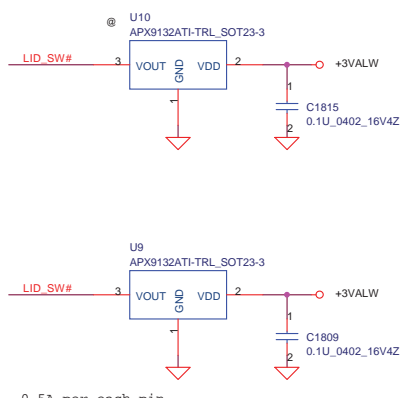 @ U10
APX9132ATI-TRL_SOT23-3
LID_SW# 3 VOUT GND VDD 2 +3VALW
1
1
C1815
0.1U_0402_16V4Z
2
U9
APX9132ATI-TRL_SOT23-3
LID_SW# 3 VOUT GND VDD 2 +3VALW
1
1
C1809
0.1U_0402_16V4Z
2